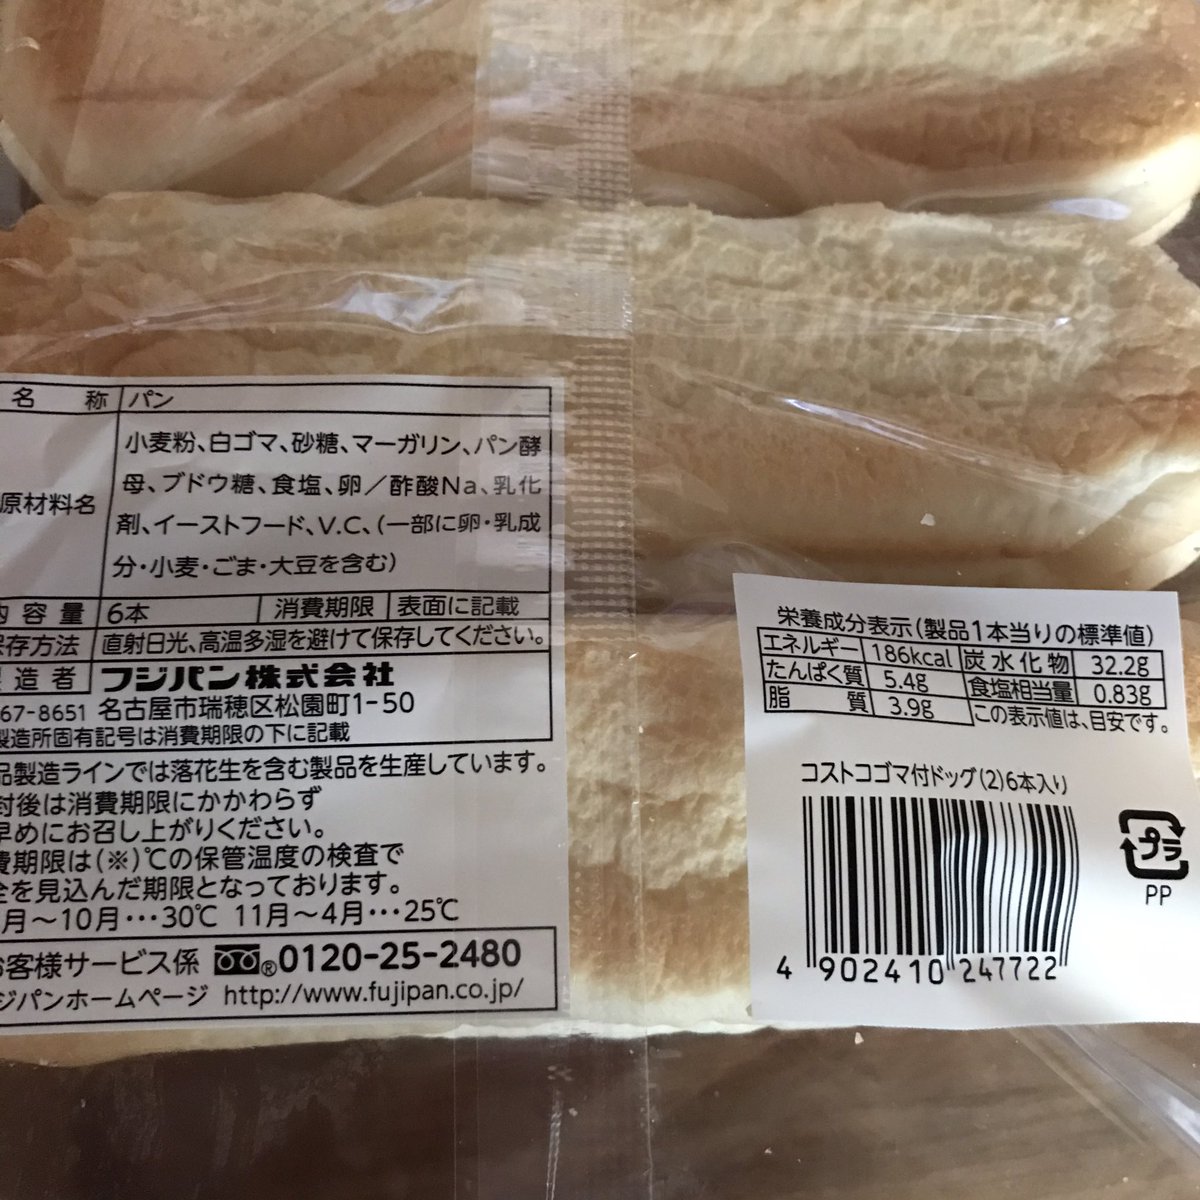 名 称 パン
原材料名
小麦粉、白ゴマ、砂糖、マーガリン、パン酵
母、ブドウ糖、食塩、卵／酢酸Na、乳化
剤、イーストフード、V.C.、(一部に卵・乳成
分・小麦・ごま・大豆を含む)
内容量 6本 消費期限 表面に記載
保存方法 直射日光、高温多湿を避けて保存してください。
製造者 フジパン株式会社
67-8651 名古屋市瑞穂区松園町1-50
製造所固有記号は消費期限の下に記載
品製造ラインでは落花生を含む製品を生産しています。
封後は消費期限にかかわらず
早めにお召し上がりください。
費期限は(※)℃の保管温度の検査で
全を見込んだ期限となっております。
月～10月…30℃ 11月～4月…25℃
お客様サービス係 ®0120-25-2480
ジパンホームページ http://www.fujipan.co.jp/
栄養成分表示(製品1本当りの標準値)
エネルギー 186kcal 炭水化物 32.2g
たんぱく質 5.4g 食塩相当量 0.83g
脂質 3.9g この表示値は、目安です。
コストコゴマ付ドッグ(2)6本入り
4 902410 247722
プラ
PP